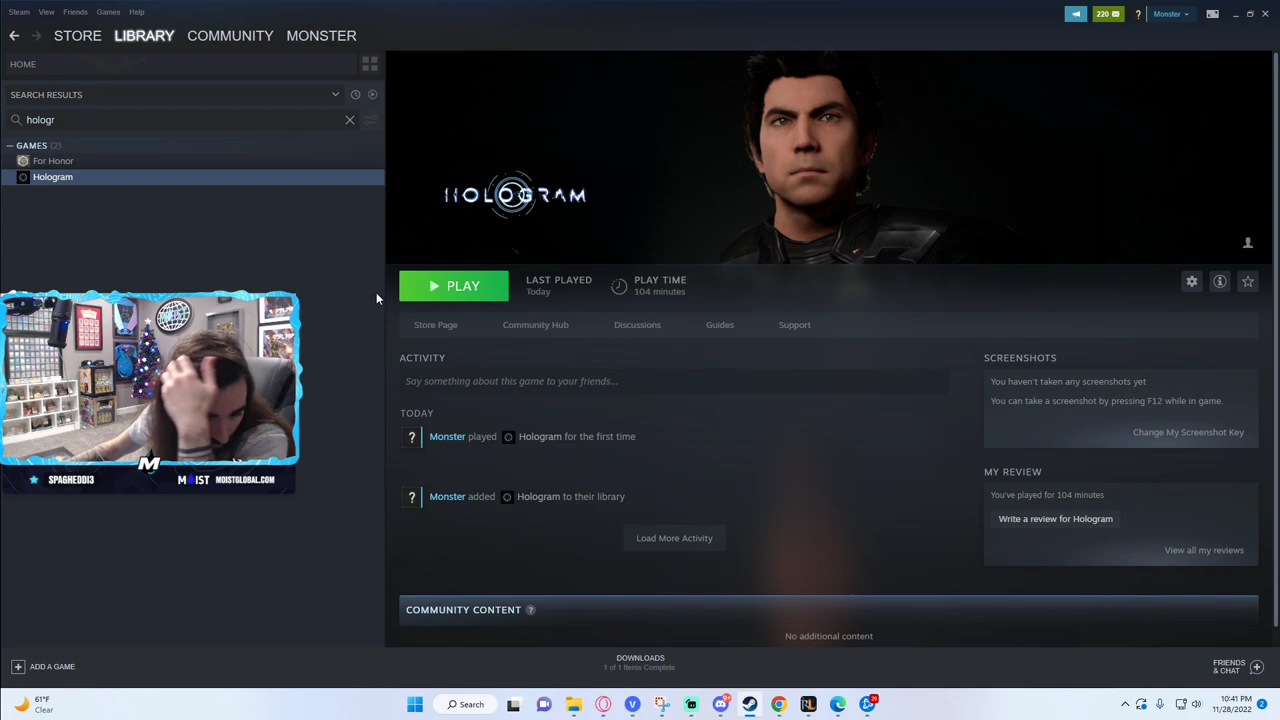 Steam View Friends Games Help
220
?
Monster
STORE LIBRARY COMMUNITY MONSTER
HOME
SEARCH RESULTS
hologr
GAMES (2)
For Honor
Hologram
HOLOGRAM
PLAY
LAST PLAYED
Today
PLAY TIME
104 minutes
Store Page Community Hub Discussions Guides Support
ACTIVITY
Say something about this game to your friends...
TODAY
? Monster played Hologram for the first time
? Monster added Hologram to their library
Load More Activity
SCREENSHOTS
You haven't taken any screenshots yet
You can take a screenshot by pressing F12 while in game.
Change My Screenshot Key
MY REVIEW
You've played for 104 minutes
Write a review for Hologram
View all my reviews
COMMUNITY CONTENT ?
No additional content
M
SPAGHEDDI3 MOIST MOISTGLOBAL.COM
ADD A GAME
DOWNLOADS
1 of 1 Items Complete
FRIENDS
& CHAT
61°F
Clear
Search
10:41 PM
11/28/2022
2